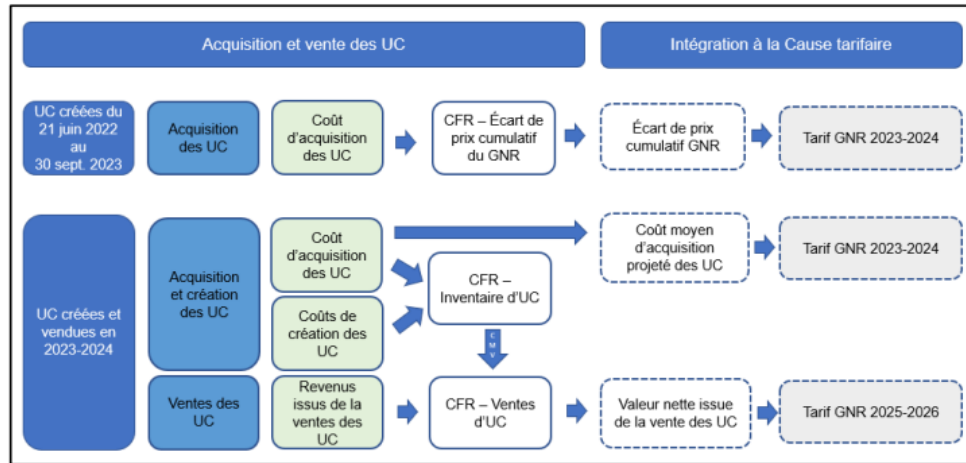 Acquisition et vente des UC
Intégration à la Cause tarifaire
UC créées du
21 juin 2022
au
30 sept. 2023
Acquisition
des UC
Coût
d'acquisition
des UC
CFR – Écart de
prix cumulatif
du GNR
Écart de prix
cumulatif GNR
Tarif GNR 2023-2024
UC créées et
vendues en
2023-2024
Acquisition
et création
des UC
Coût
d'acquisition
des UC
Coûts de
création des
UC
CFR –
Inventaire d'UC
Coût moyen
d'acquisition
projeté des UC
Tarif GNR 2023-2024
C
M
V
Ventes des
UC
Revenus
issus de la
ventes des
UC
CFR – Ventes
d'UC
Valeur nette issue
de la vente des UC
Tarif GNR 2025-2026